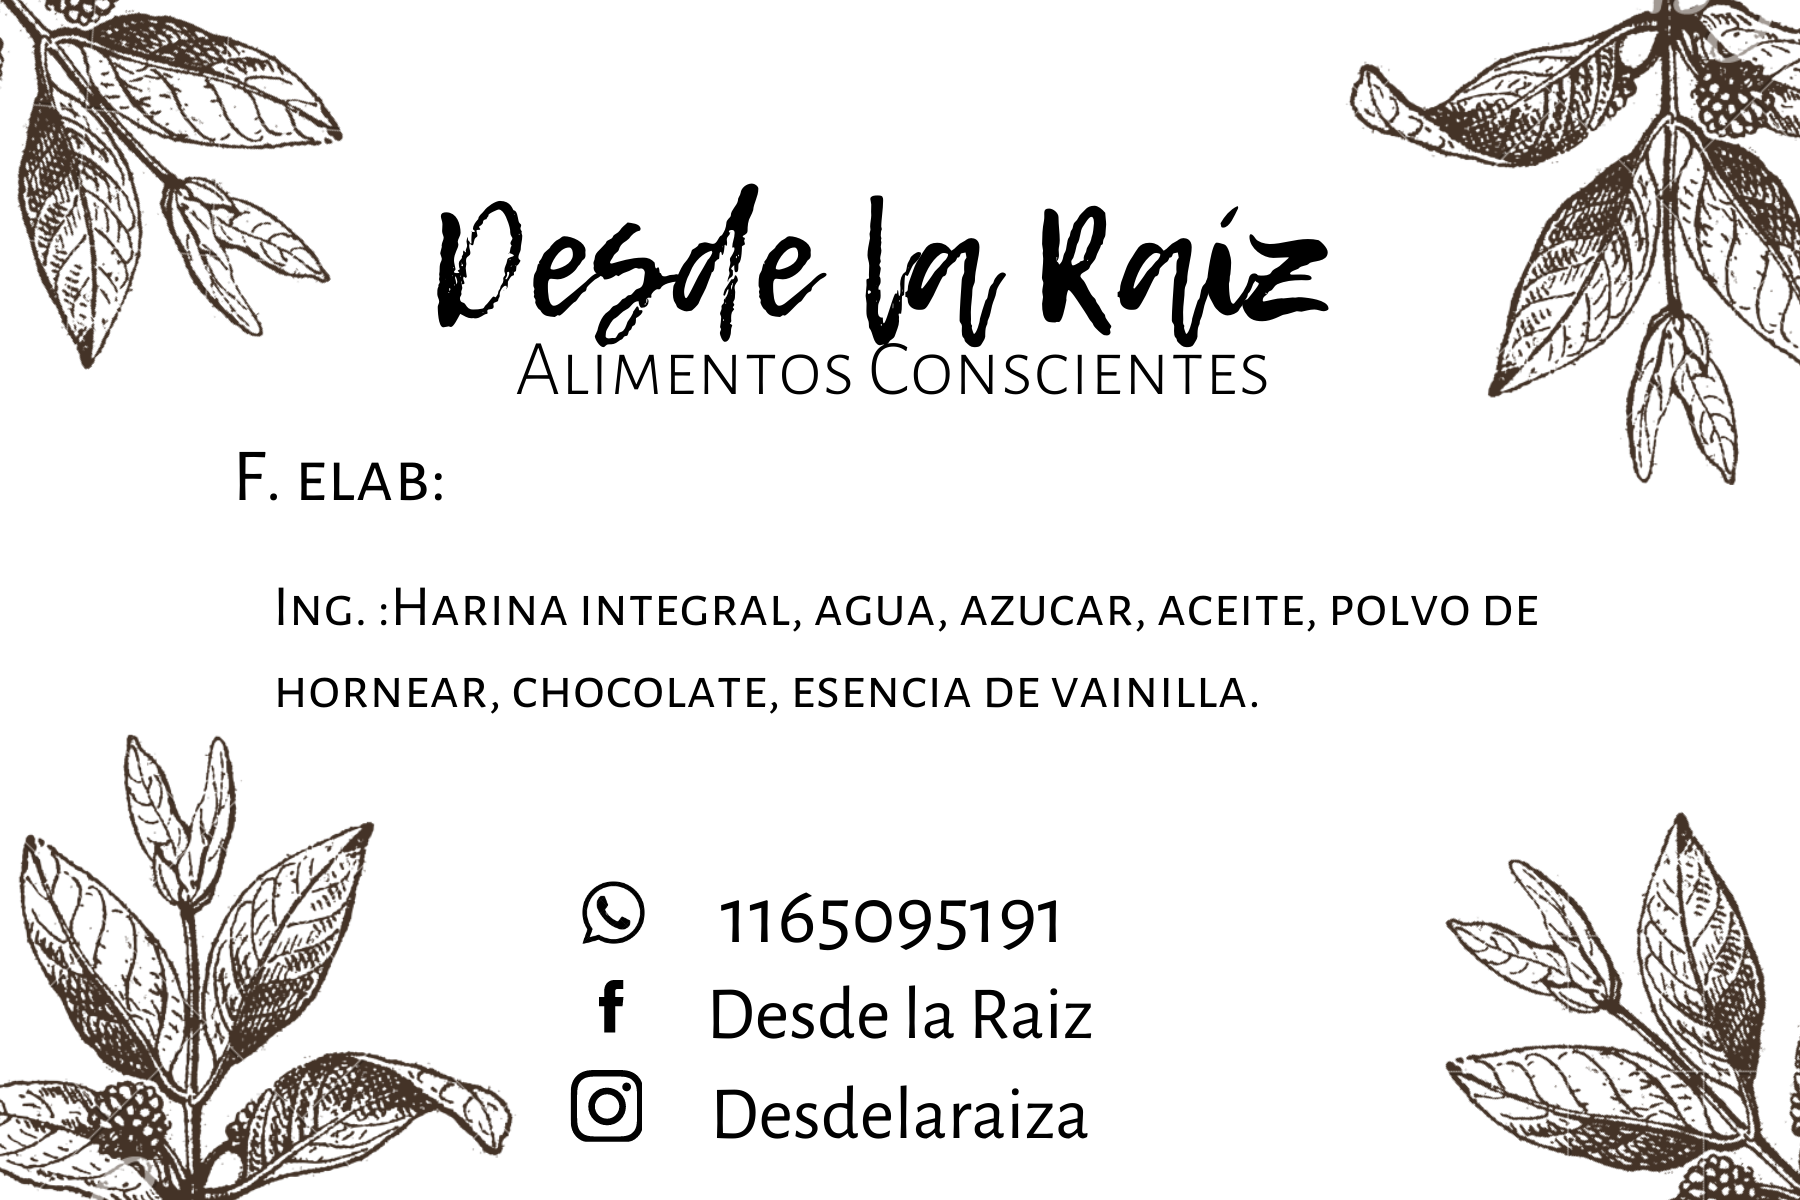 Desde la Raíz
Alimentos Conscientes
F. elab:
Ing. :Harina integral, agua, azucar, aceite, polvo de
hornear, chocolate, esencia de vainilla.
1165095191
Desde la Raiz
Desdelaraiza